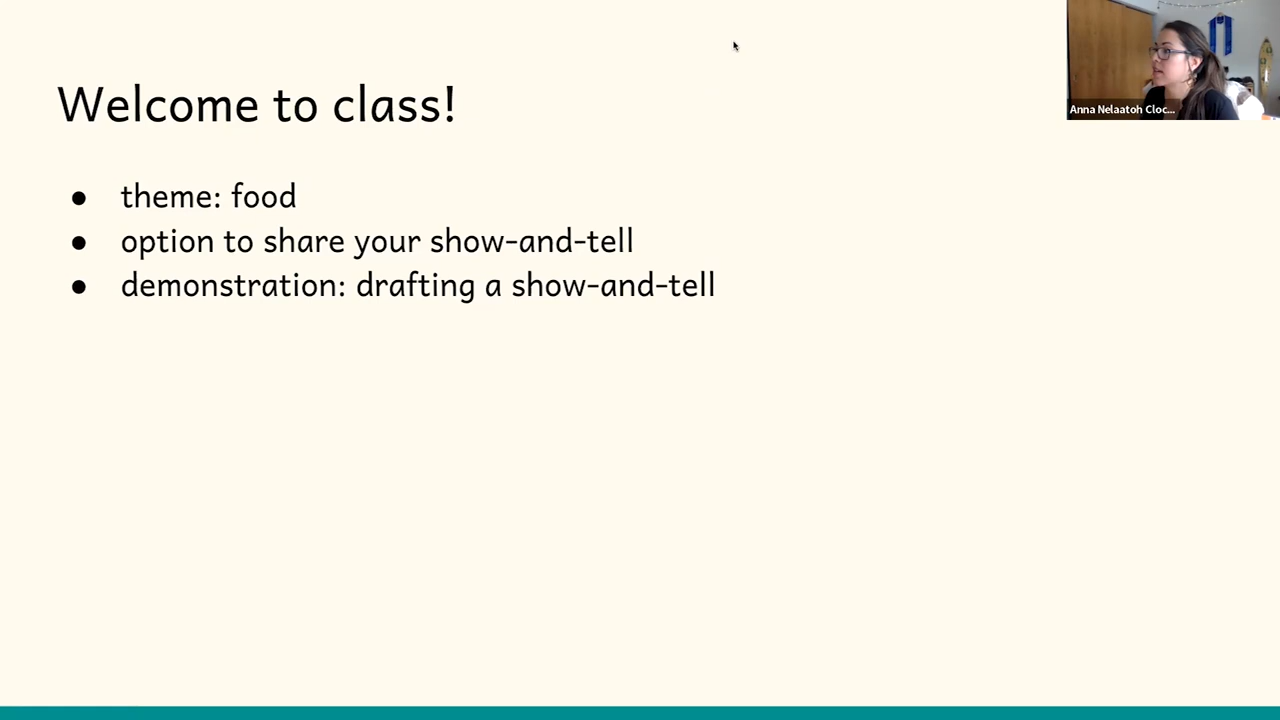 Welcome to class!
● theme: food
● option to share your show-and-tell
● demonstration: drafting a show-and-tell
Anna Nelaatoh Cloc...